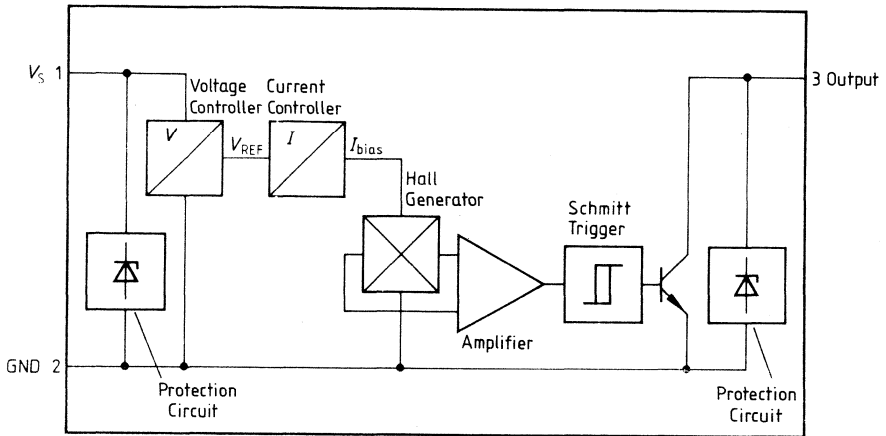 V_S 1
Voltage
Controller
Current
Controller
V
V_REF
I
I_bias
3 Output
Hall
Generator
Schmitt
Trigger
Amplifier
GND 2
Protection
Circuit
Protection
Circuit